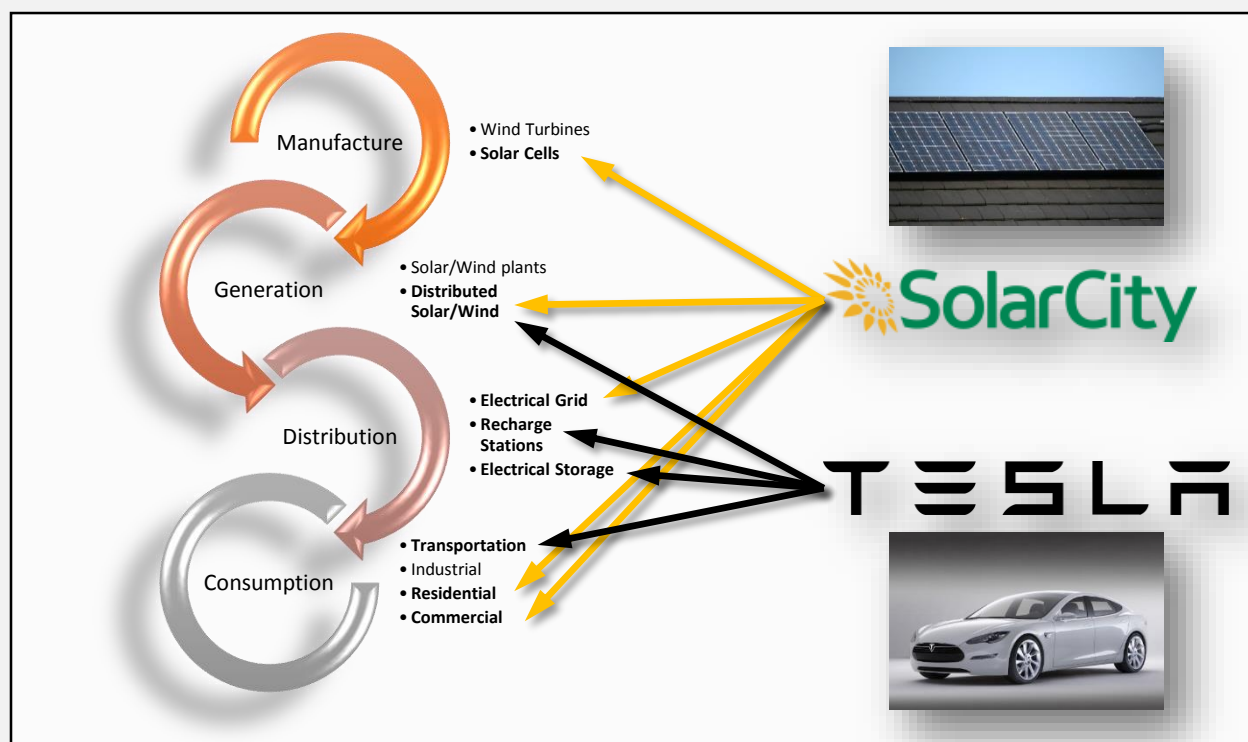 Manufacture
• Wind Turbines
• Solar Cells
Generation
• Solar/Wind plants
• Distributed
Solar/Wind
Distribution
• Electrical Grid
• Recharge
Stations
• Electrical Storage
Consumption
• Transportation
• Industrial
• Residential
• Commercial
SolarCity
TESLA